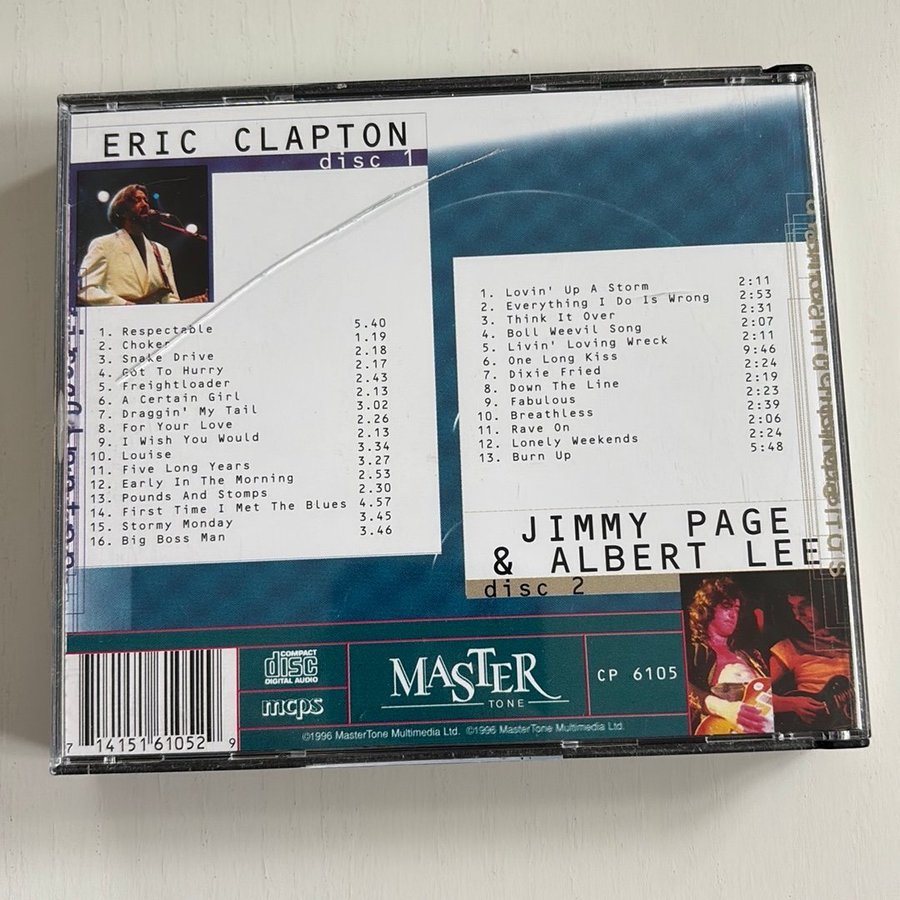 ERIC CLAPTON
disc 1
1. Respectable 5.40
2. Choker 1.19
3. Snake Drive 2.18
4. Got To Hurry 2.17
5. Freightloader 2.43
6. A Certain Girl 2.13
7. Draggin' My Tail 3.02
8. For Your Love 2.26
9. I Wish You Would 2.13
10. Louise 3.34
11. Five Long Years 3.27
12. Early In The Morning 2.53
13. Pounds And Stomps 2.30
14. First Time I Met The Blues 4.57
15. Stormy Monday 3.45
16. Big Boss Man 3.46
1. Lovin' Up A Storm 2:11
2. Everything I Do Is Wrong 2:53
3. Think It Over 2:31
4. Boll Weevil Song 2:07
5. Livin' Loving Wreck 2:11
6. One Long Kiss 9:46
7. Dixie Fried 2:24
8. Down The Line 2:19
9. Fabulous 2:23
10. Breathless 2:39
11. Rave On 2:06
12. Lonely Weekends 2:24
13. Burn Up 5:48
JIMMY PAGE
& ALBERT LEE
disc 2
COMPACT
disc
DIGITAL AUDIO
mcps
MASTER
TONE
CP 6105
7 14151 61052 9
©1996 MasterTone Multimedia Ltd. ©1996 MasterTone Multimedia Ltd.